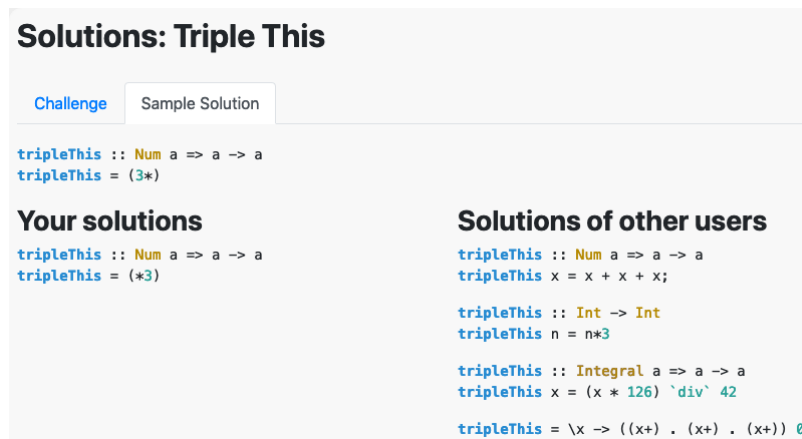 Solutions: Triple This
Challenge
Sample Solution
tripleThis :: Num a => a -> a
tripleThis = (3*)
Your solutions
tripleThis :: Num a => a -> a
tripleThis = (*3)
Solutions of other users
tripleThis :: Num a => a -> a
tripleThis x = x + x + x;
tripleThis :: Int -> Int
tripleThis n = n*3
tripleThis :: Integral a => a -> a
tripleThis x = (x * 126) `div` 42
tripleThis = \x -> ((x+) . (x+) . (x+)) 0